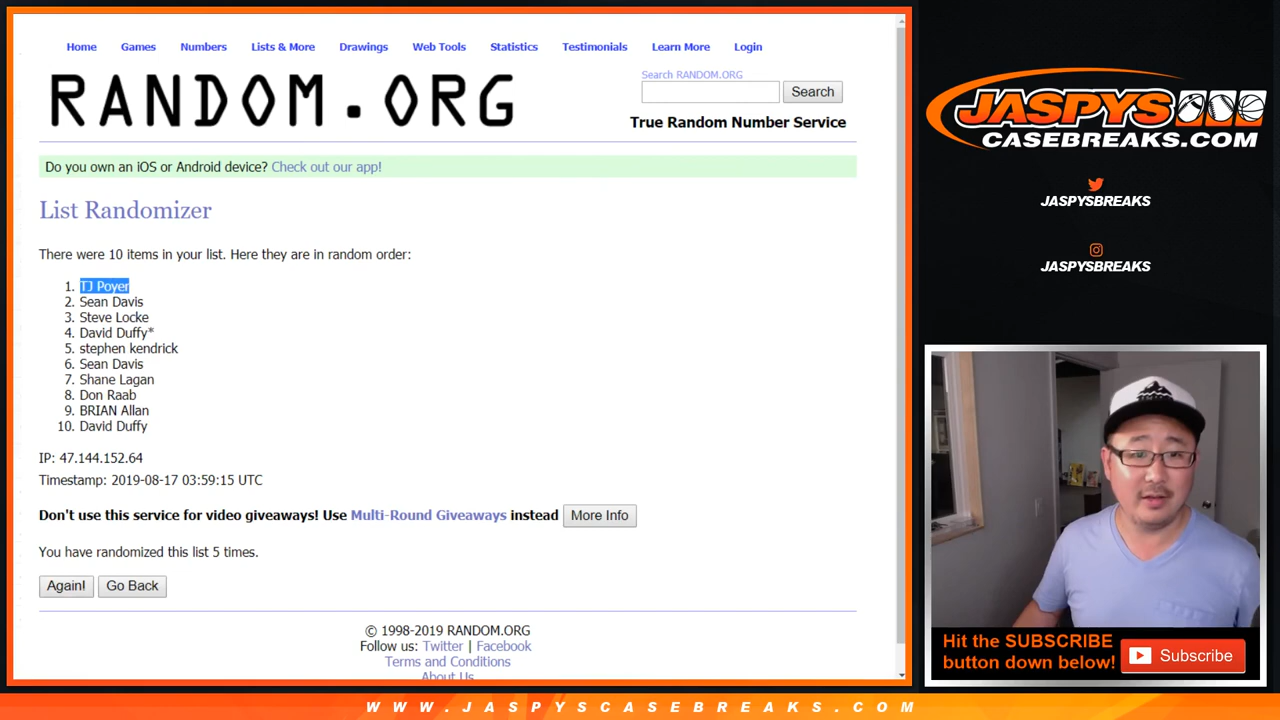 Home Games Numbers Lists & More Drawings Web Tools Statistics Testimonials Learn More Login
RANDOM.ORG
Search RANDOM.ORG
Search
True Random Number Service
Do you own an iOS or Android device? Check out our app!
List Randomizer
There were 10 items in your list. Here they are in random order:
1. TJ Poyer
2. Sean Davis
3. Steve Locke
4. David Duffy*
5. stephen kendrick
6. Sean Davis
7. Shane Lagan
8. Don Raab
9. BRIAN Allan
10. David Duffy
IP: 47.144.152.64
Timestamp: 2019-08-17 03:59:15 UTC
Don't use this service for video giveaways! Use Multi-Round Giveaways instead More Info
You have randomized this list 5 times.
Again! Go Back
© 1998-2019 RANDOM.ORG
Follow us: Twitter | Facebook
Terms and Conditions
About Us
JASPYS
CASEBREAKS.COM
JASPYSBREAKS
JASPYSBREAKS
Hit the SUBSCRIBE
button down below!
Subscribe
WWW.JASPYSCASEBREAKS.COM